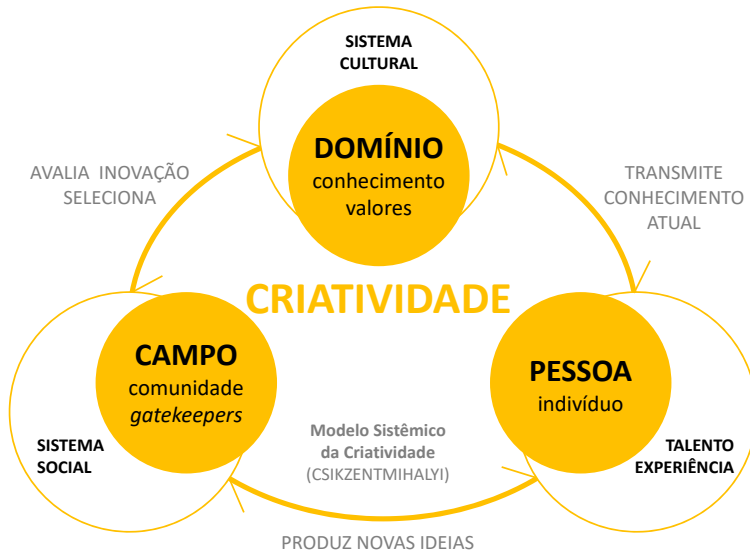 SISTEMA
CULTURAL
DOMÍNIO
conhecimento
valores
AVALIA INOVAÇÃO
SELECIONA
TRANSMITE
CONHECIMENTO
ATUAL
CRIATIVIDADE
CAMPO
comunidade
gatekeepers
SISTEMA
SOCIAL
PESSOA
indivíduo
TALENTO
EXPERIÊNCIA
Modelo Sistêmico
da Criatividade
(CSIKZENTMIHALYI)
PRODUZ NOVAS IDEIAS